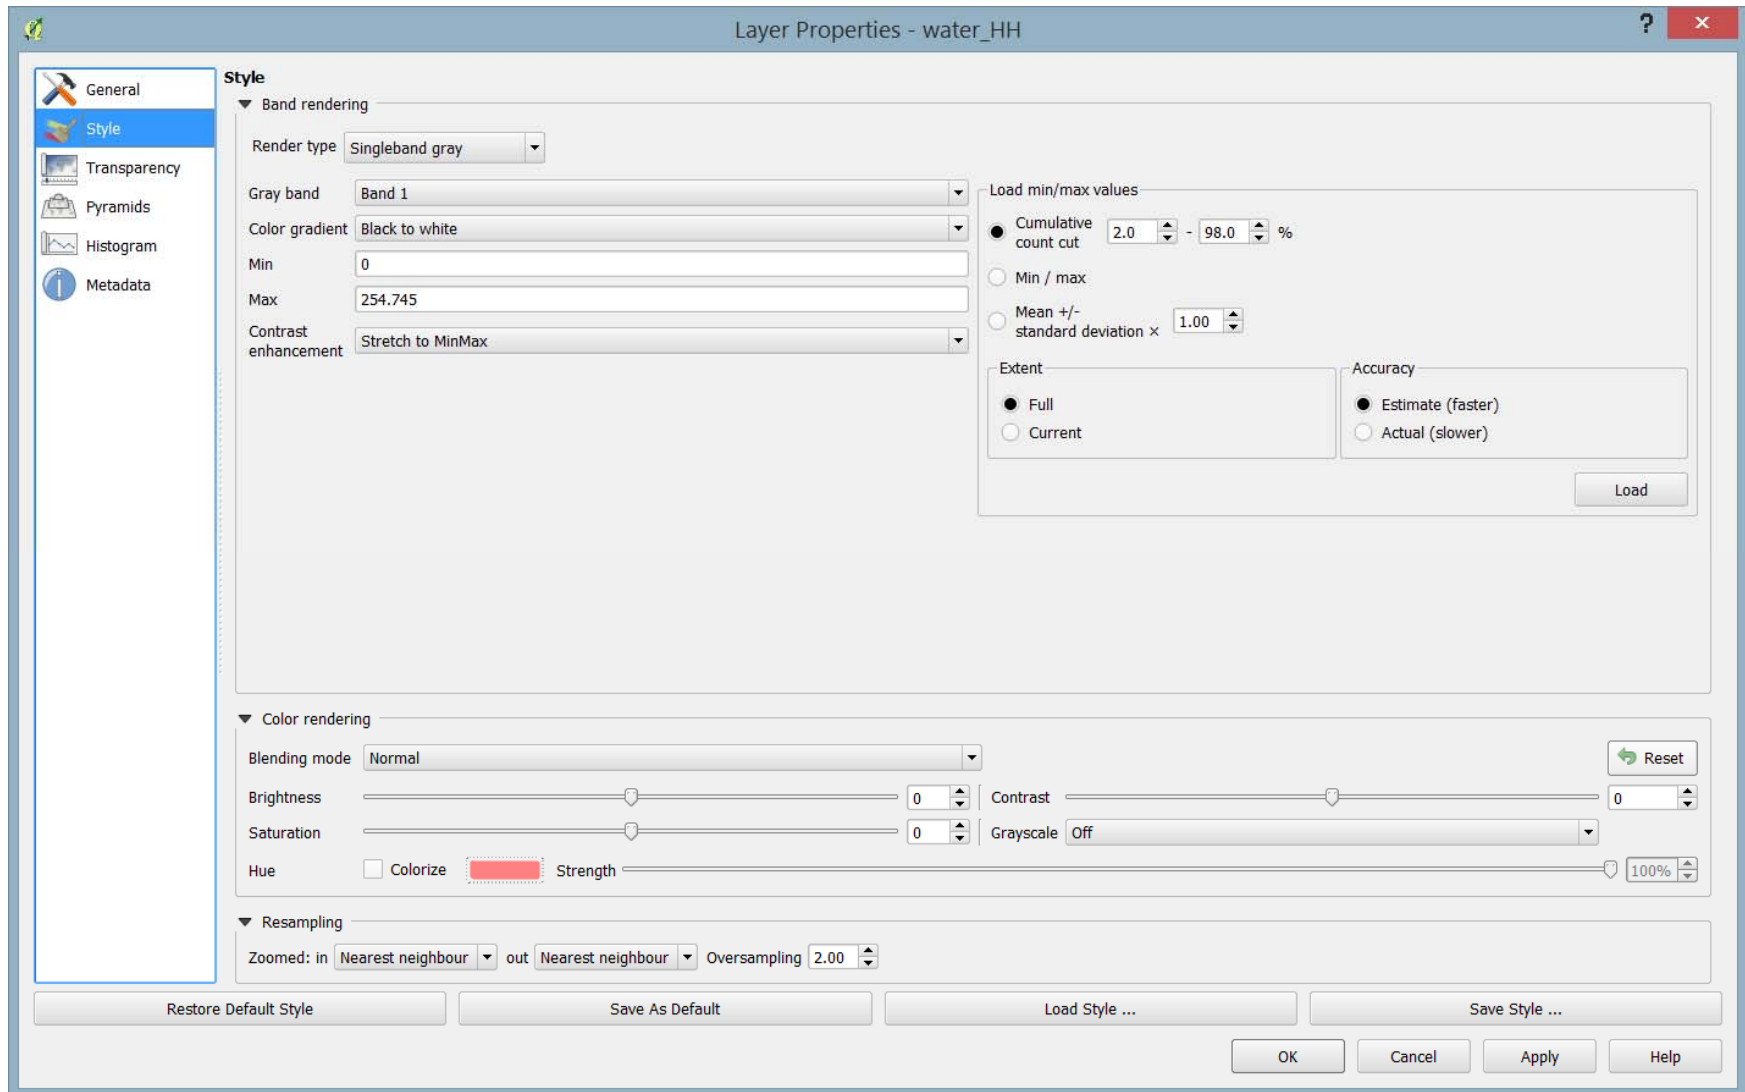 Layer Properties - water_HH
?
General
Style
Transparency
Pyramids
Histogram
Metadata
Style
Band rendering
Render type Singleband gray
Gray band Band 1
Color gradient Black to white
Min 0
Max 254.745
Contrast
enhancement Stretch to MinMax
Load min/max values
Cumulative
count cut 2.0 - 98.0 %
Min / max
Mean +/-
standard deviation × 1.00
Extent
Full
Current
Accuracy
Estimate (faster)
Actual (slower)
Load
Color rendering
Blending mode Normal
Reset
Brightness 0 Contrast 0
Saturation 0 Grayscale Off
Hue Colorize Strength 100%
Resampling
Zoomed: in Nearest neighbour out Nearest neighbour Oversampling 2.00
Restore Default Style Save As Default Load Style ... Save Style ...
OK Cancel Apply Help